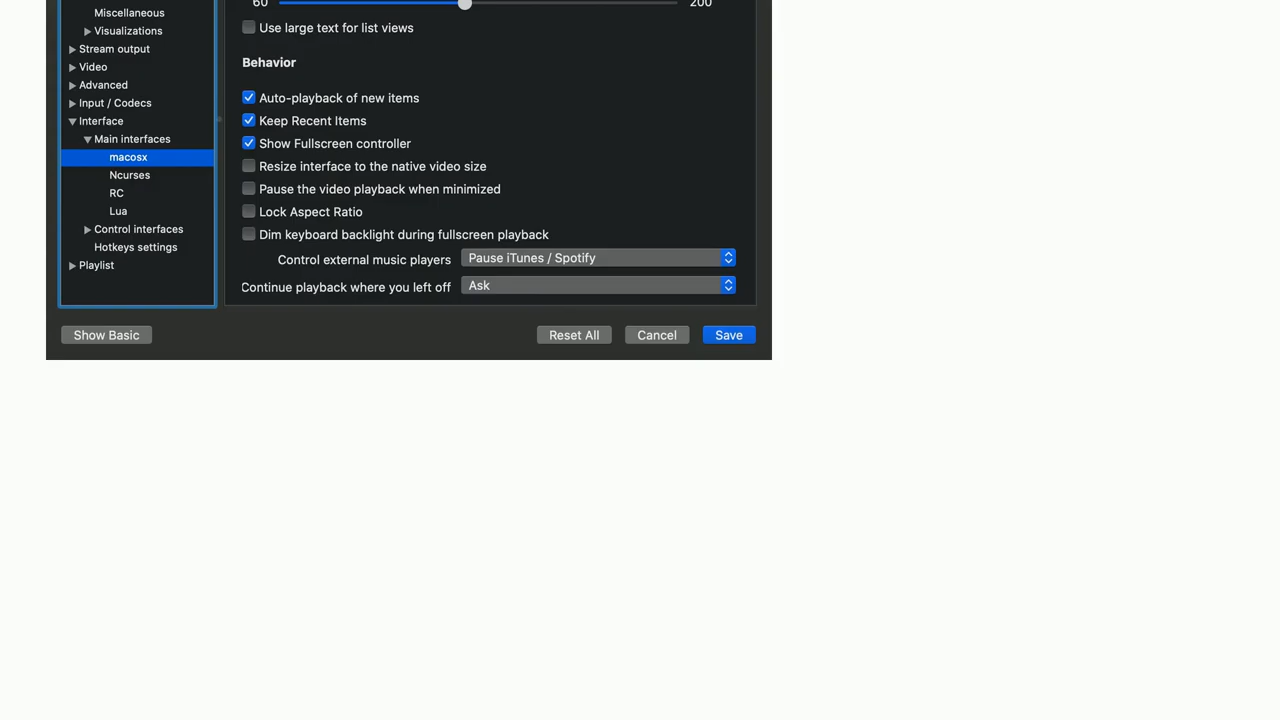 60 200
Miscellaneous
Visualizations
Stream output
Video
Advanced
Input / Codecs
Interface
Main interfaces
macosx
Ncurses
RC
Lua
Control interfaces
Hotkeys settings
Playlist
Use large text for list views
Behavior
Auto-playback of new items
Keep Recent Items
Show Fullscreen controller
Resize interface to the native video size
Pause the video playback when minimized
Lock Aspect Ratio
Dim keyboard backlight during fullscreen playback
Control external music players Pause iTunes / Spotify
Continue playback where you left off Ask
Show Basic Reset All Cancel Save